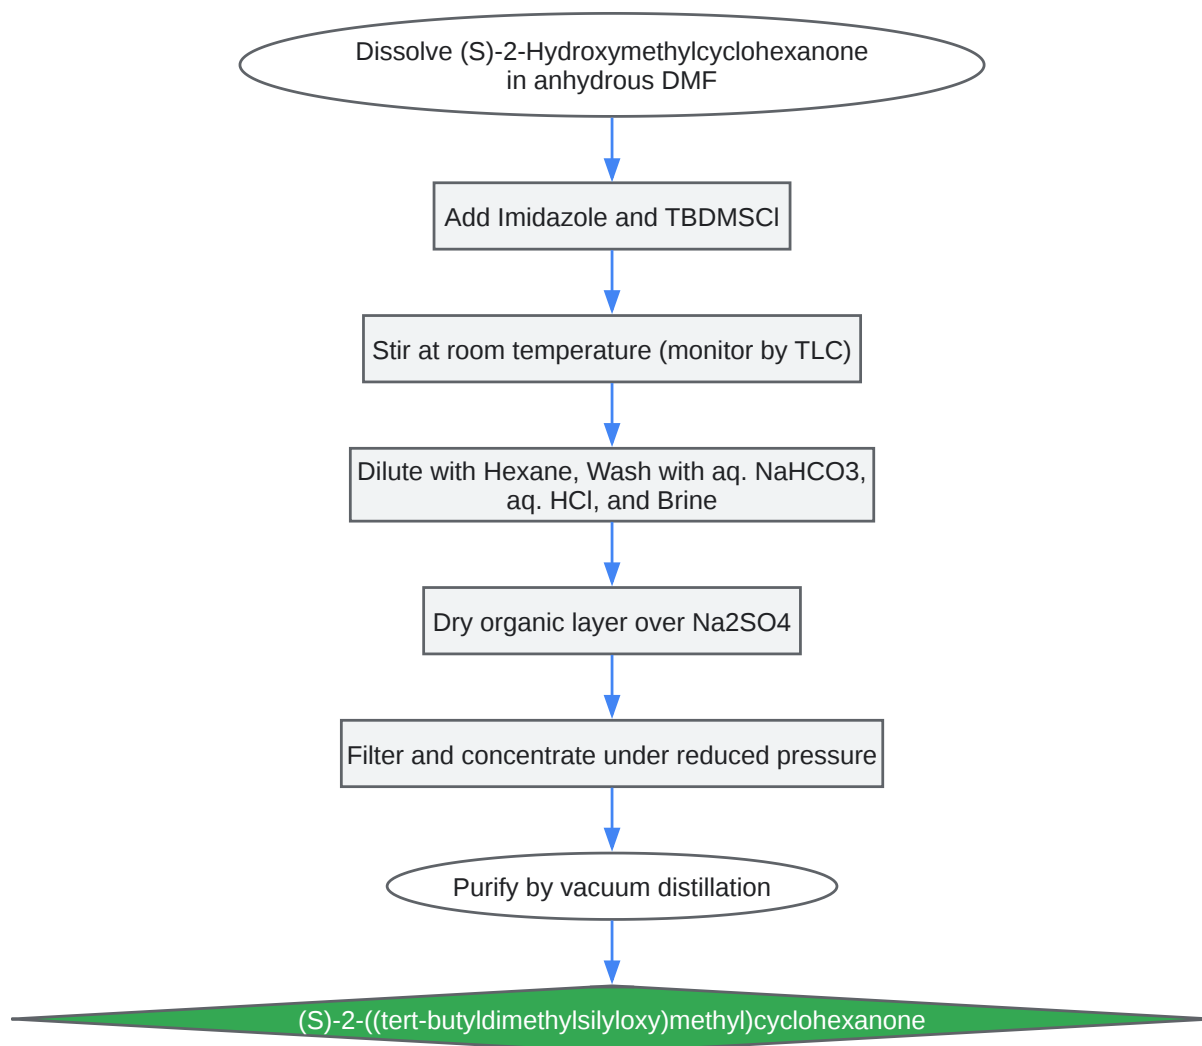 Dissolve (S)-2-Hydroxymethylcyclohexanone
in anhydrous DMF
Add Imidazole and TBDMSCl
Stir at room temperature (monitor by TLC)
Dilute with Hexane, Wash with aq. NaHCO3,
aq. HCl, and Brine
Dry organic layer over Na2SO4
Filter and concentrate under reduced pressure
Purify by vacuum distillation
(S)-2-((tert-butyldimethylsilyloxy)methyl)cyclohexanone